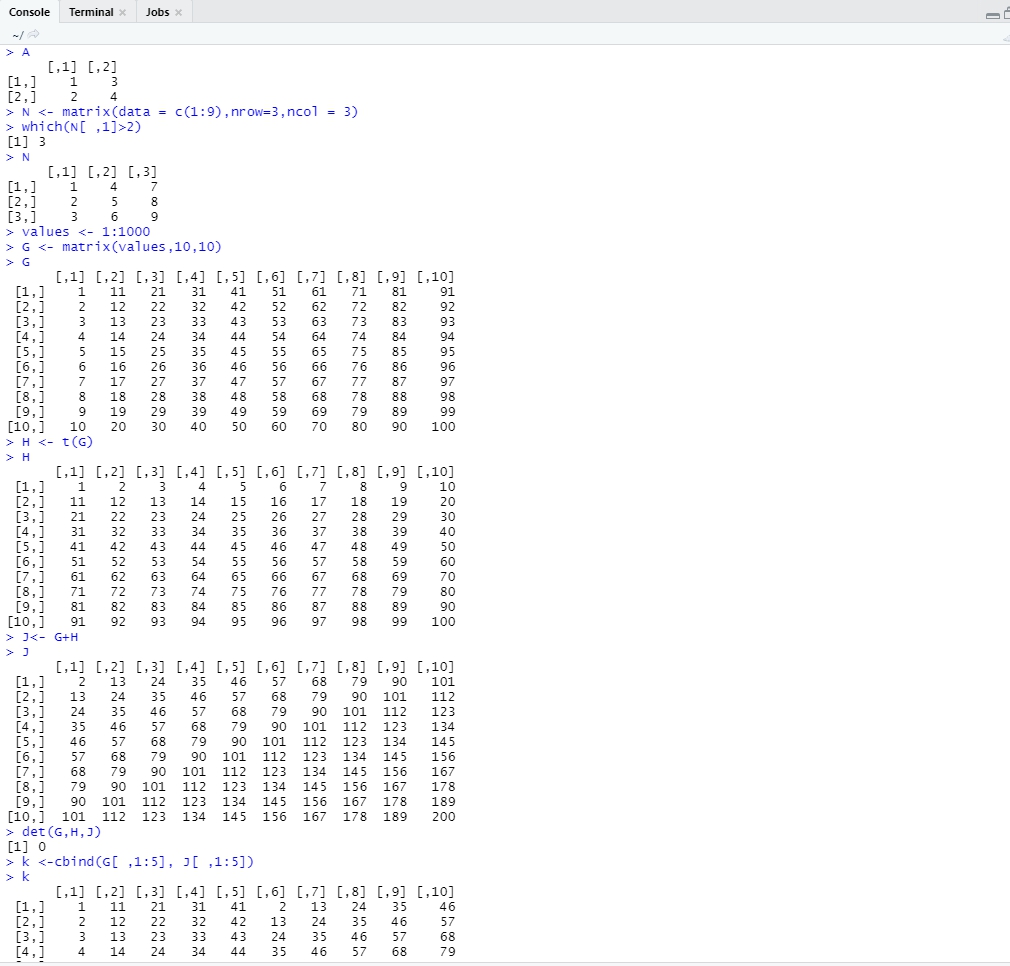 Console Terminal × Jobs ×
~/
> A
     [,1] [,2]
[1,]    1    3
[2,]    2    4
> N <- matrix(data = c(1:9),nrow=3,ncol = 3)
> which(N[ ,1]>2)
[1] 3
> N
     [,1] [,2] [,3]
[1,]    1    4    7
[2,]    2    5    8
[3,]    3    6    9
> values <- 1:1000
> G <- matrix(values,10,10)
> G
      [,1] [,2] [,3] [,4] [,5] [,6] [,7] [,8] [,9] [,10]
 [1,]    1   11   21   31   41   51   61   71   81    91
 [2,]    2   12   22   32   42   52   62   72   82    92
 [3,]    3   13   23   33   43   53   63   73   83    93
 [4,]    4   14   24   34   44   54   64   74   84    94
 [5,]    5   15   25   35   45   55   65   75   85    95
 [6,]    6   16   26   36   46   56   66   76   86    96
 [7,]    7   17   27   37   47   57   67   77   87    97
 [8,]    8   18   28   38   48   58   68   78   88    98
 [9,]    9   19   29   39   49   59   69   79   89    99
[10,]   10   20   30   40   50   60   70   80   90   100
> H <- t(G)
> H
      [,1] [,2] [,3] [,4] [,5] [,6] [,7] [,8] [,9] [,10]
 [1,]    1    2    3    4    5    6    7    8    9    10
 [2,]   11   12   13   14   15   16   17   18   19    20
 [3,]   21   22   23   24   25   26   27   28   29    30
 [4,]   31   32   33   34   35   36   37   38   39    40
 [5,]   41   42   43   44   45   46   47   48   49    50
 [6,]   51   52   53   54   55   56   57   58   59    60
 [7,]   61   62   63   64   65   66   67   68   69    70
 [8,]   71   72   73   74   75   76   77   78   79    80
 [9,]   81   82   83   84   85   86   87   88   89    90
[10,]   91   92   93   94   95   96   97   98   99   100
> J<- G+H
> J
      [,1] [,2] [,3] [,4] [,5] [,6] [,7] [,8] [,9] [,10]
 [1,]    2   13   24   35   46   57   68   79   90   101
 [2,]   13   24   35   46   57   68   79   90  101   112
 [3,]   24   35   46   57   68   79   90  101  112   123
 [4,]   35   46   57   68   79   90  101  112  123   134
 [5,]   46   57   68   79   90  101  112  123  134   145
 [6,]   57   68   79   90  101  112  123  134  145   156
 [7,]   68   79   90  101  112  123  134  145  156   167
 [8,]   79   90  101  112  123  134  145  156  167   178
 [9,]   90  101  112  123  134  145  156  167  178   189
[10,]  101  112  123  134  145  156  167  178  189   200
> det(G,H,J)
[1] 0
> k <-cbind(G[ ,1:5], J[ ,1:5])
> k
      [,1] [,2] [,3] [,4] [,5] [,6] [,7] [,8] [,9] [,10]
 [1,]    1   11   21   31   41    2   13   24   35    46
 [2,]    2   12   22   32   42   13   24   35   46    57
 [3,]    3   13   23   33   43   24   35   46   57    68
 [4,]    4   14   24   34   44   35   46   57   68    79